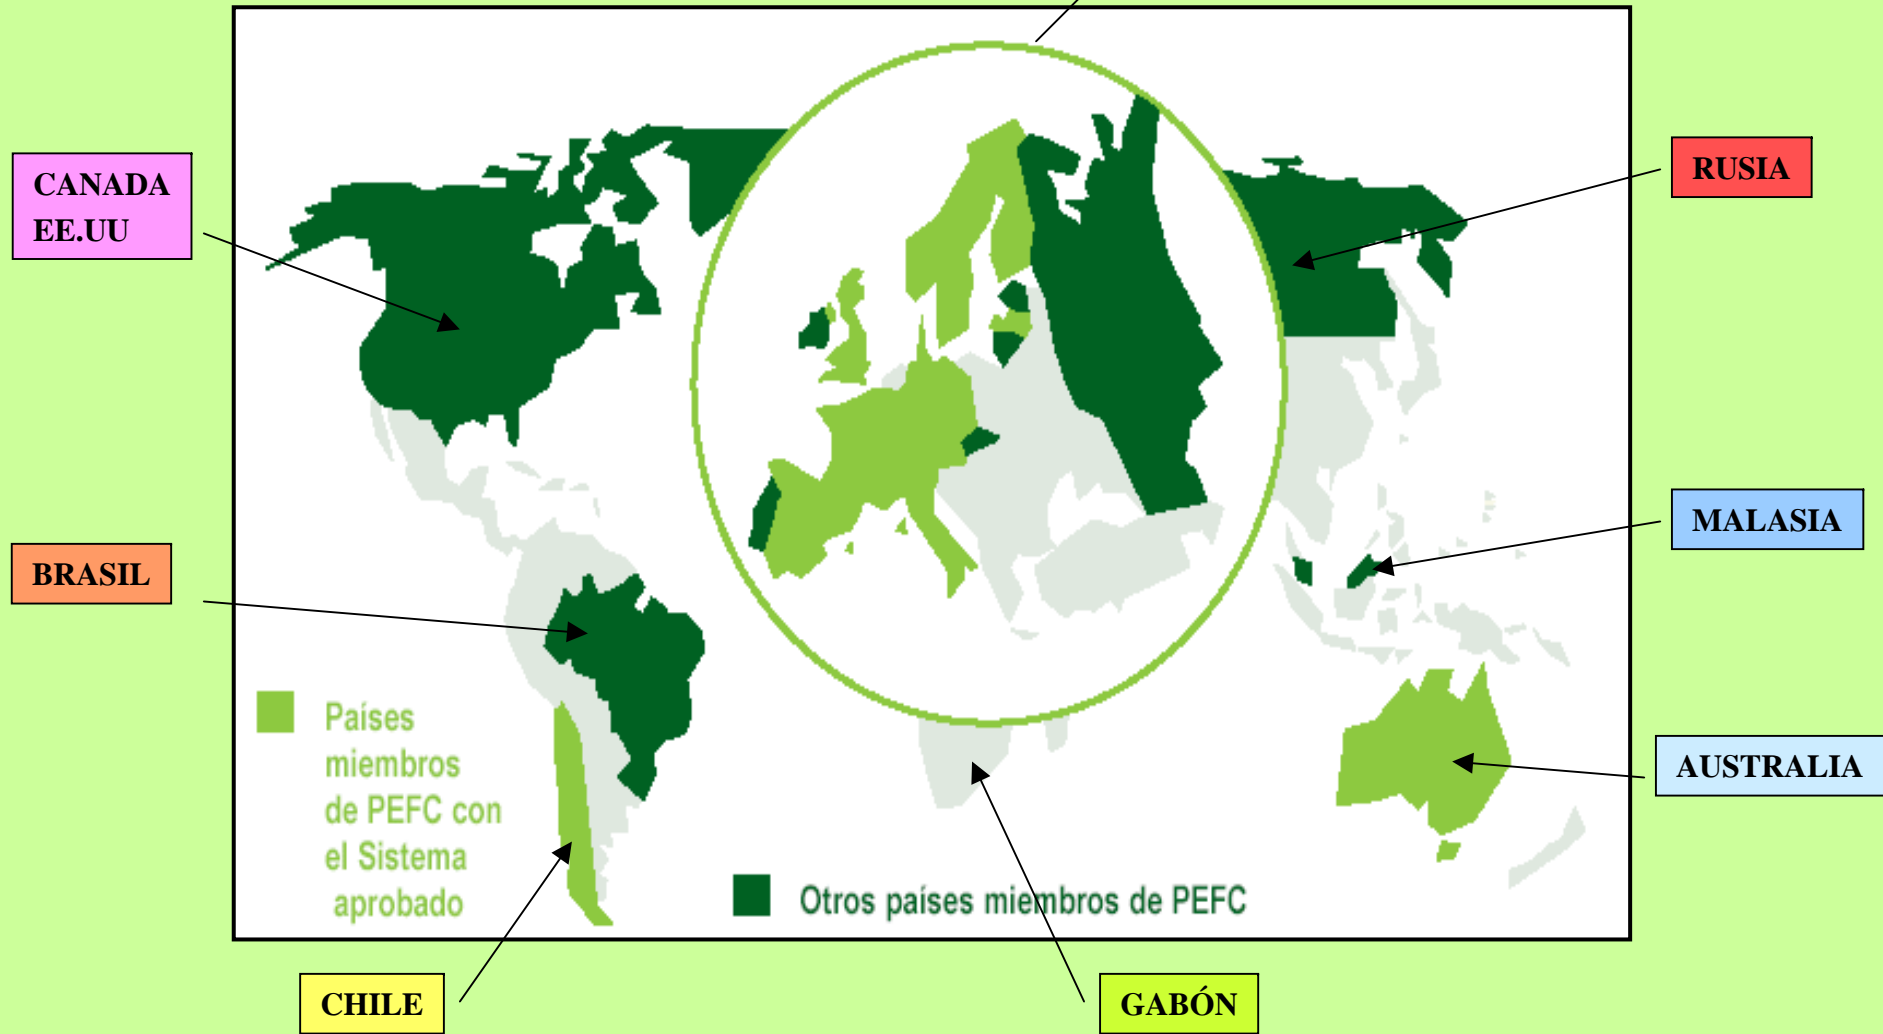 CANADA
EE.UU
RUSIA
MALASIA
BRASIL
AUSTRALIA
Países
miembros
de PEFC con
el Sistema
aprobado
Otros países miembros de PEFC
CHILE
GABÓN